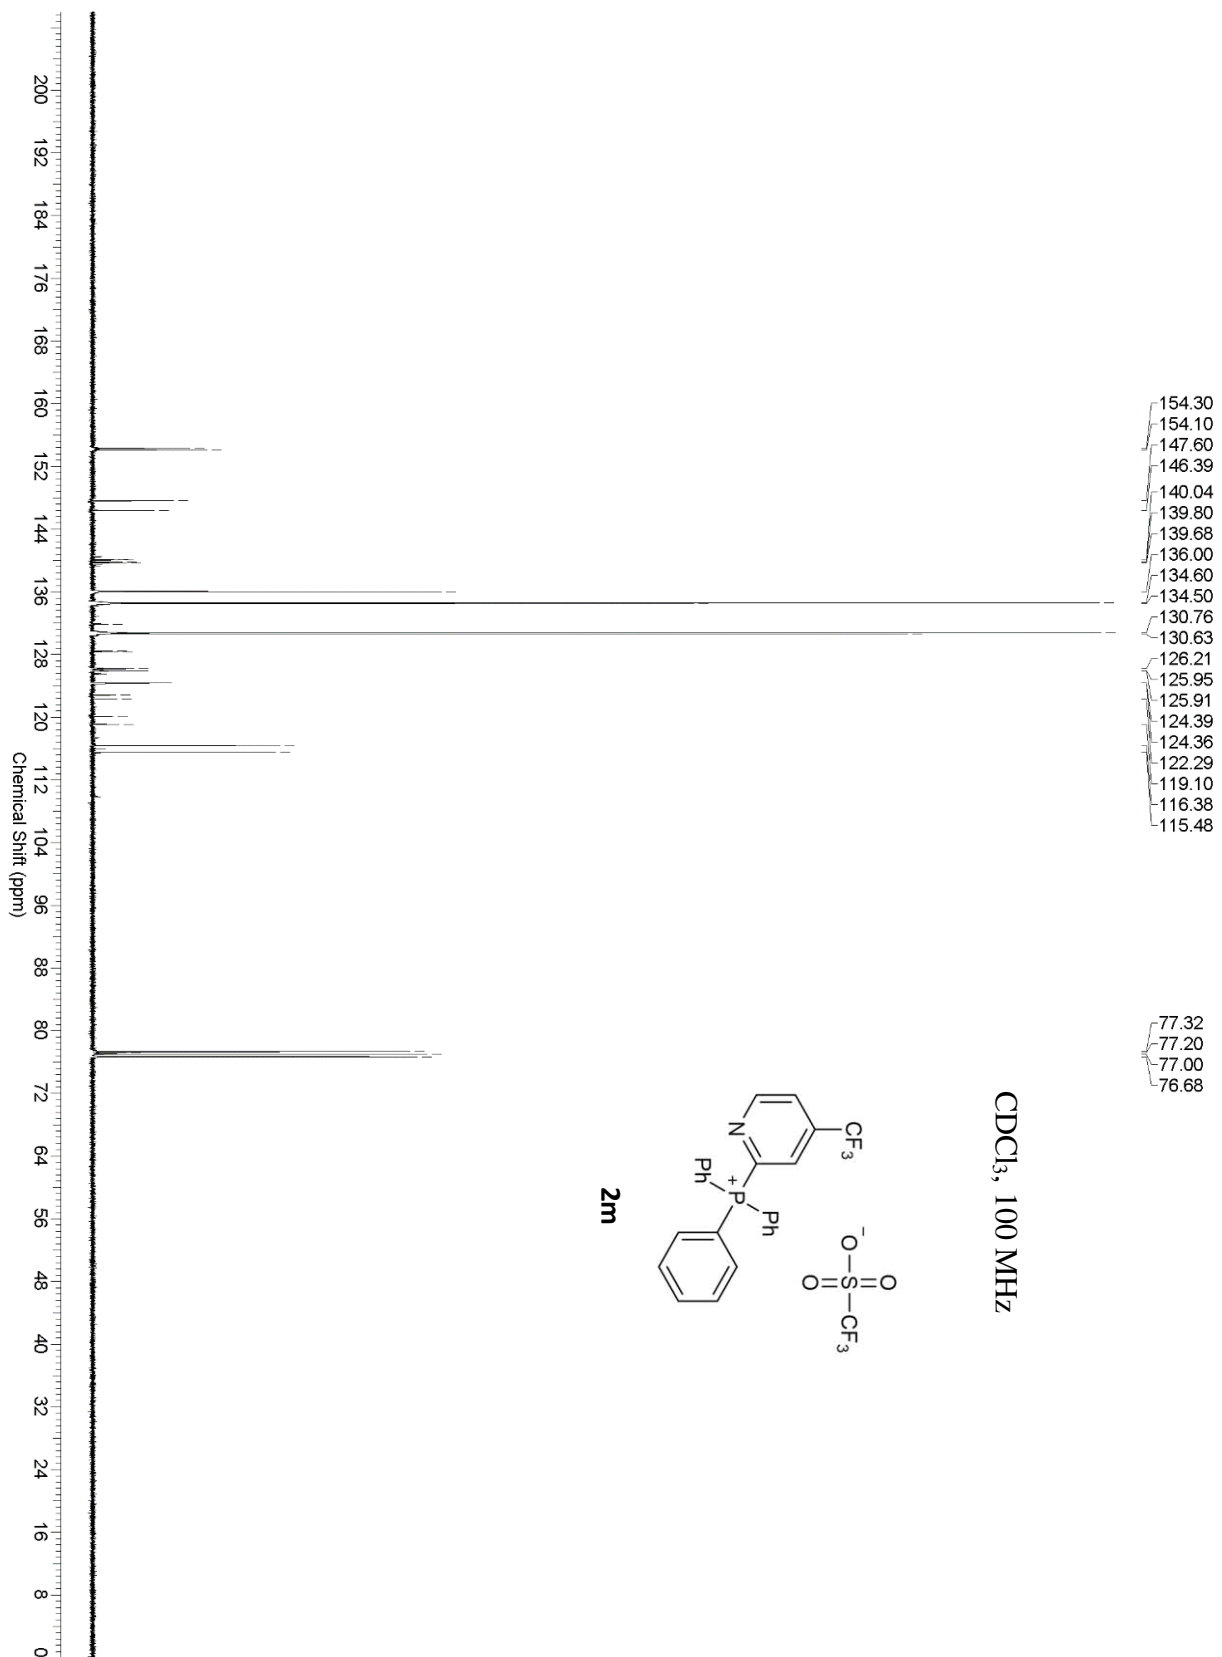 154.30
154.10
147.60
146.39
140.04
139.80
139.68
136.00
134.60
134.50
130.76
130.63
126.21
125.95
125.91
124.39
124.36
122.29
119.10
116.38
115.48
77.32
77.20
77.00
76.68
CDCl3, 100 MHz
CF3
N
Ph
+
P
Ph
−
O
S
O
O
CF3
2m
200 192 184 176 168 160 152 144 136 128 120 112 104 96 88 80 72 64 56 48 40 32 24 16 8 0
Chemical Shift (ppm)